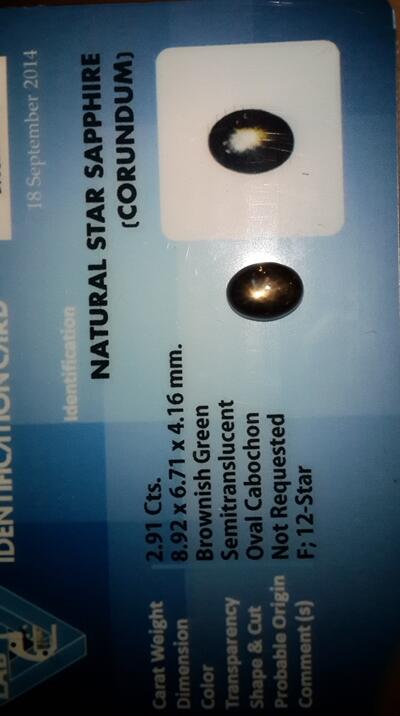 LAB
IDENTIFICATION CARD
18 September 2014
Identification
NATURAL STAR SAPPHIRE
(CORUNDUM)
Carat Weight 2.91 Cts.
Dimension 8.92 x 6.71 x 4.16 mm.
Color Brownish Green
Transparency Semitranslucent
Shape & Cut Oval Cabochon
Probable Origin Not Requested
Comment (s) F; 12-Star